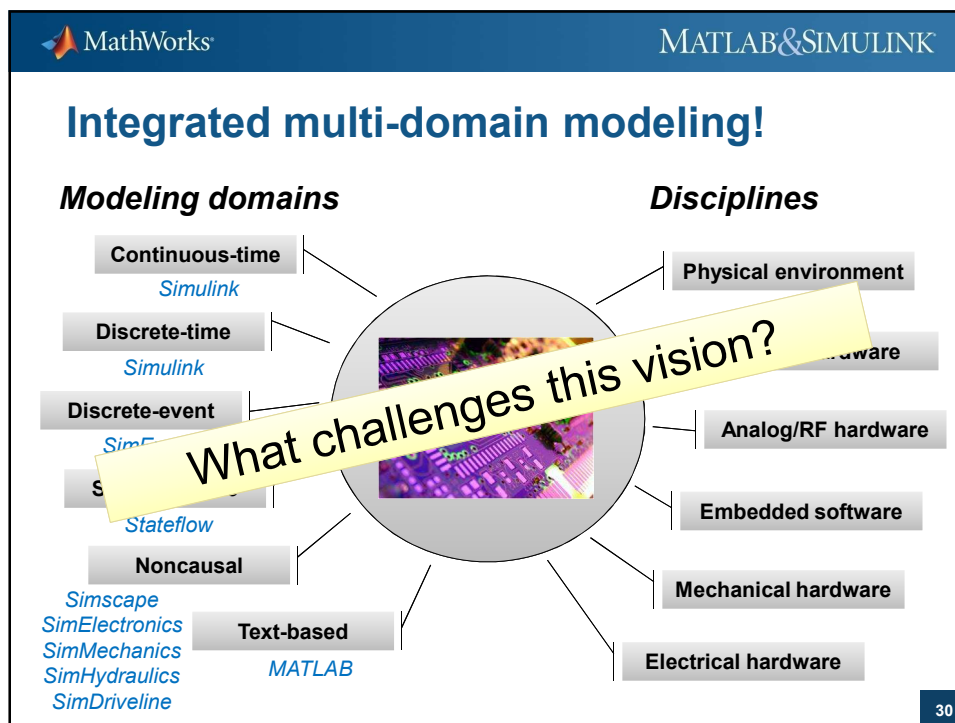 MathWorks®
MATLAB®&SIMULINK®
Integrated multi-domain modeling!
Modeling domains
Disciplines
Continuous-time
Simulink
Discrete-time
Simulink
Discrete-event
Stateflow
Noncausal
Simscape
SimElectronics
SimMechanics
SimHydraulics
SimDriveline
Text-based
MATLAB
What challenges this vision?
Physical environment
Analog/RF hardware
Embedded software
Mechanical hardware
Electrical hardware
30